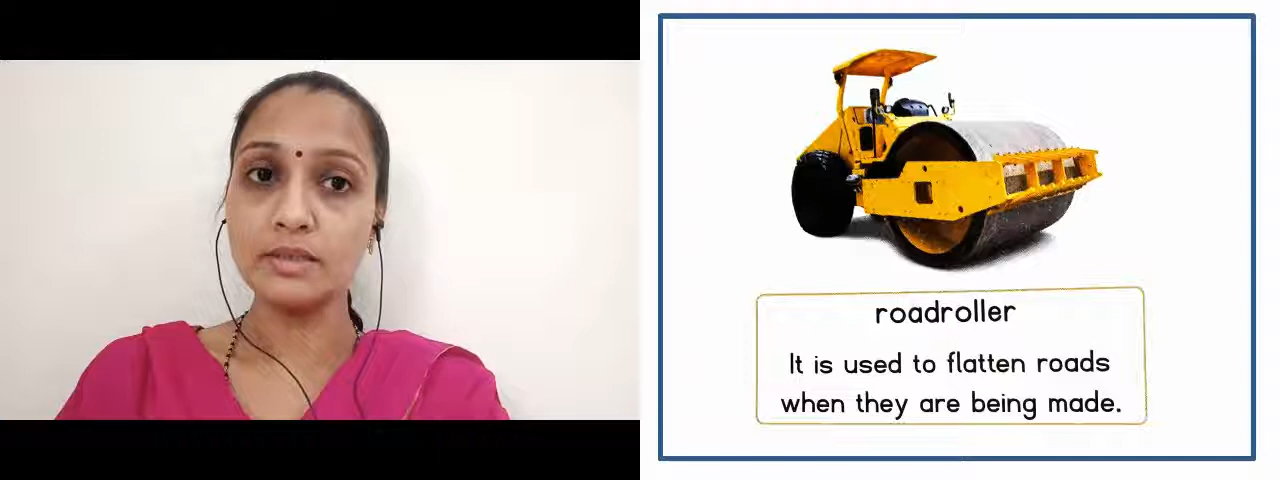 roadroller
It is used to flatten roads
when they are being made.